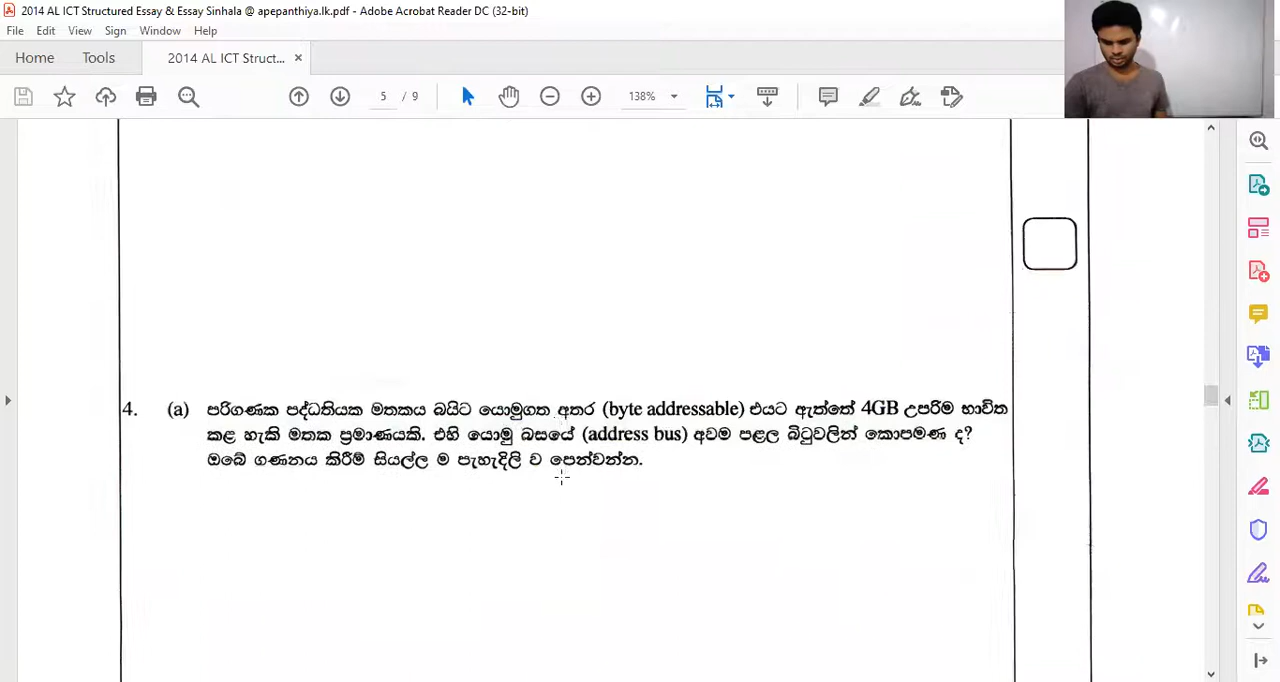 2014 AL ICT Structured Essay & Essay Sinhala @ apepanthiya.lk.pdf - Adobe Acrobat Reader DC (32-bit)
File Edit View Sign Window Help
Home Tools 2014 AL ICT Struct... ×
5 / 9 138%
4. (a) පරිගණක පද්ධතියක මතකය බයිට යොමුගත අතර (byte addressable) එයට ඇත්තේ 4GB උපරිම භාවිත
කළ හැකි මතක ප්‍රමාණයකි. එහි යොමු බසයේ (address bus) අවම පළල බිටුවලින් කොපමණ ද?
ඔබේ ගණනය කිරීම් සියල්ල ම පැහැදිලි ව පෙන්වන්න.